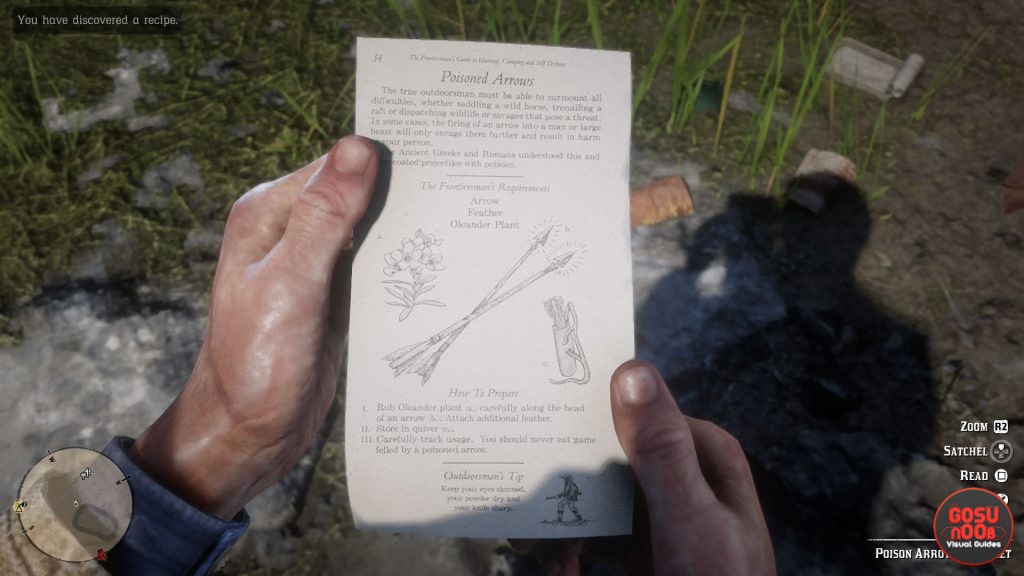 You have discovered a recipe.
34
The Frontiersman's Guide to Hunting, Camping and Self Defense
Poisoned Arrows
The true outdoorsman must be able to surmount all
difficulties, whether saddling a wild horse, trenailing a
raft or dispatching wildlife or savages that pose a threat.
In some cases, the firing of an arrow into a man or large
beast will only enrage them further and result in harm
your person.
Ancient Greeks and Romans understood this and
coated projectiles with poisons.
The Frontiersman's Requirements
Arrow
Feather
Oleander Plant
a.
b.
c.
How To Prepare
I. Rub Oleander plant (a.) carefully along the head
of an arrow (b.). Attach additional feather.
II. Store in quiver (c.).
III. Carefully track usage. You should never eat game
felled by a poisoned arrow.
Outdoorsman's Tip
Keep your eyes skinned,
your powder dry and
your knife sharp.
ZOOM R2
SATCHEL
READ
GOSU
n00B
Visual Guides
POISON